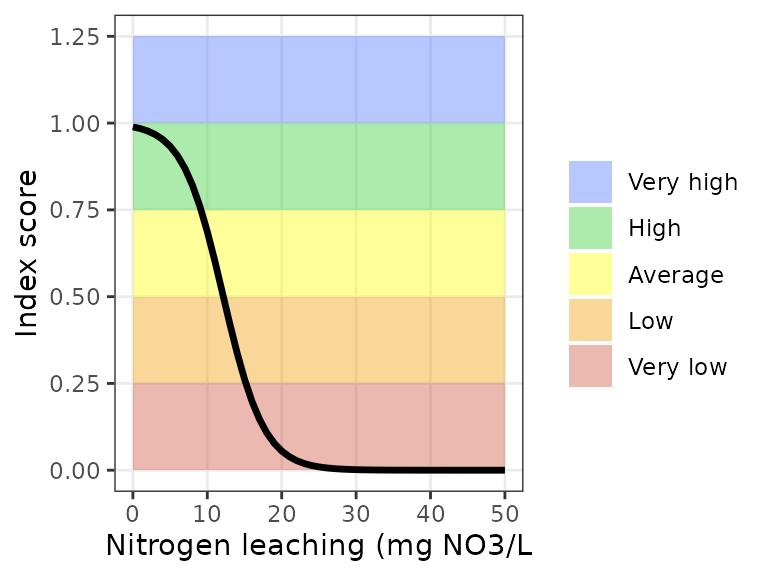 1.25
1.00
0.75
0.50
0.25
0.00
Index score
0
10
20
30
40
50
Nitrogen leaching (mg NO3/L
Very high
High
Average
Low
Very low